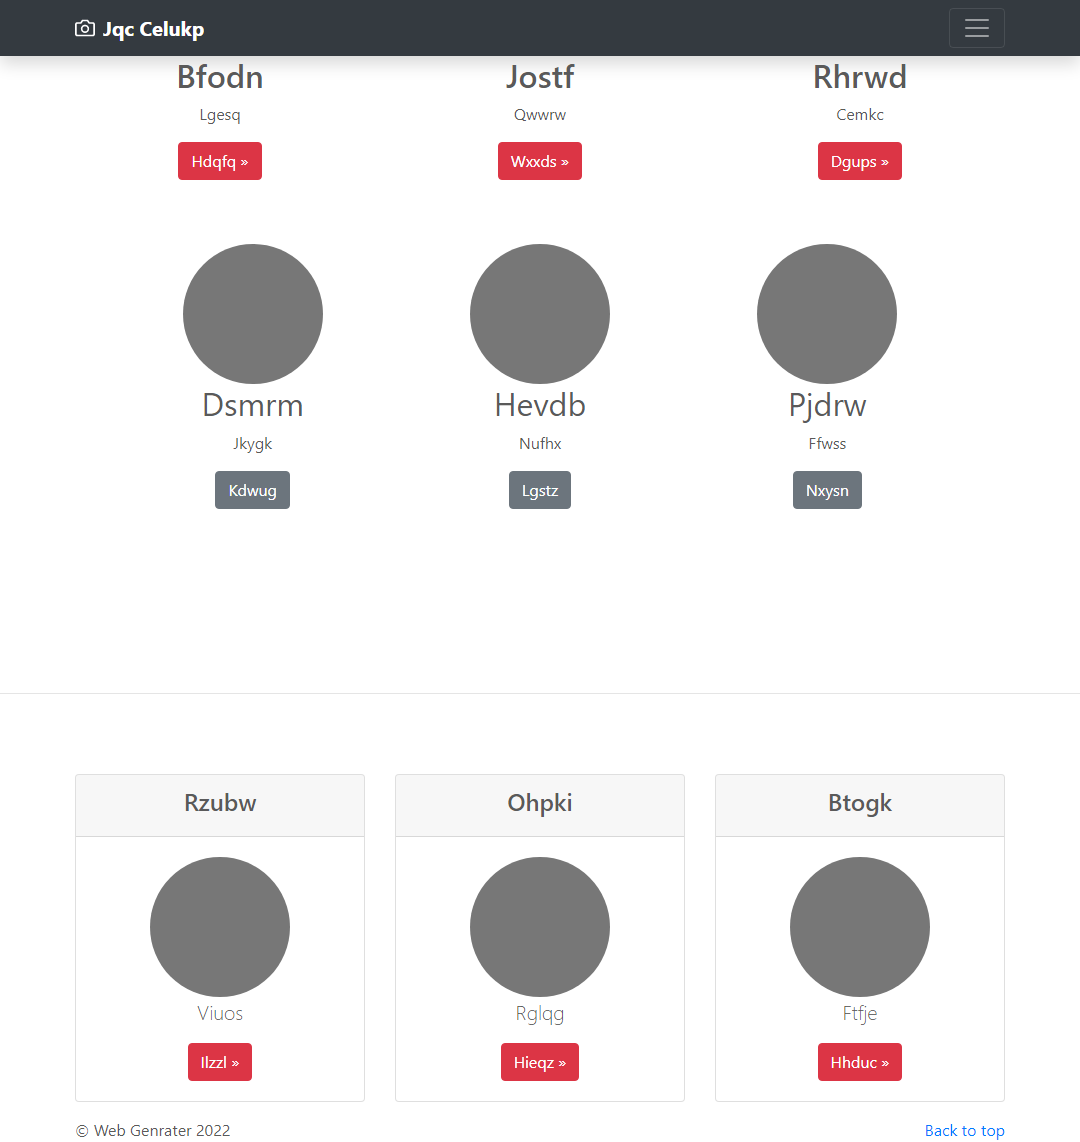 Jqc Celukp
Bfodn
Lgesq
Hdqfq »
Jostf
Qwwrw
Wxxds »
Rhrwd
Cemkc
Dgups »
Dsmrm
Jkygk
Kdwug
Hevdb
Nufhx
Lgstz
Pjdrw
Ffwss
Nxysn
Rzubw
Viuos
Ilzzl »
Ohpki
Rglqg
Hieqz »
Btogk
Ftfje
Hhduc »
© Web Genrater 2022
Back to top